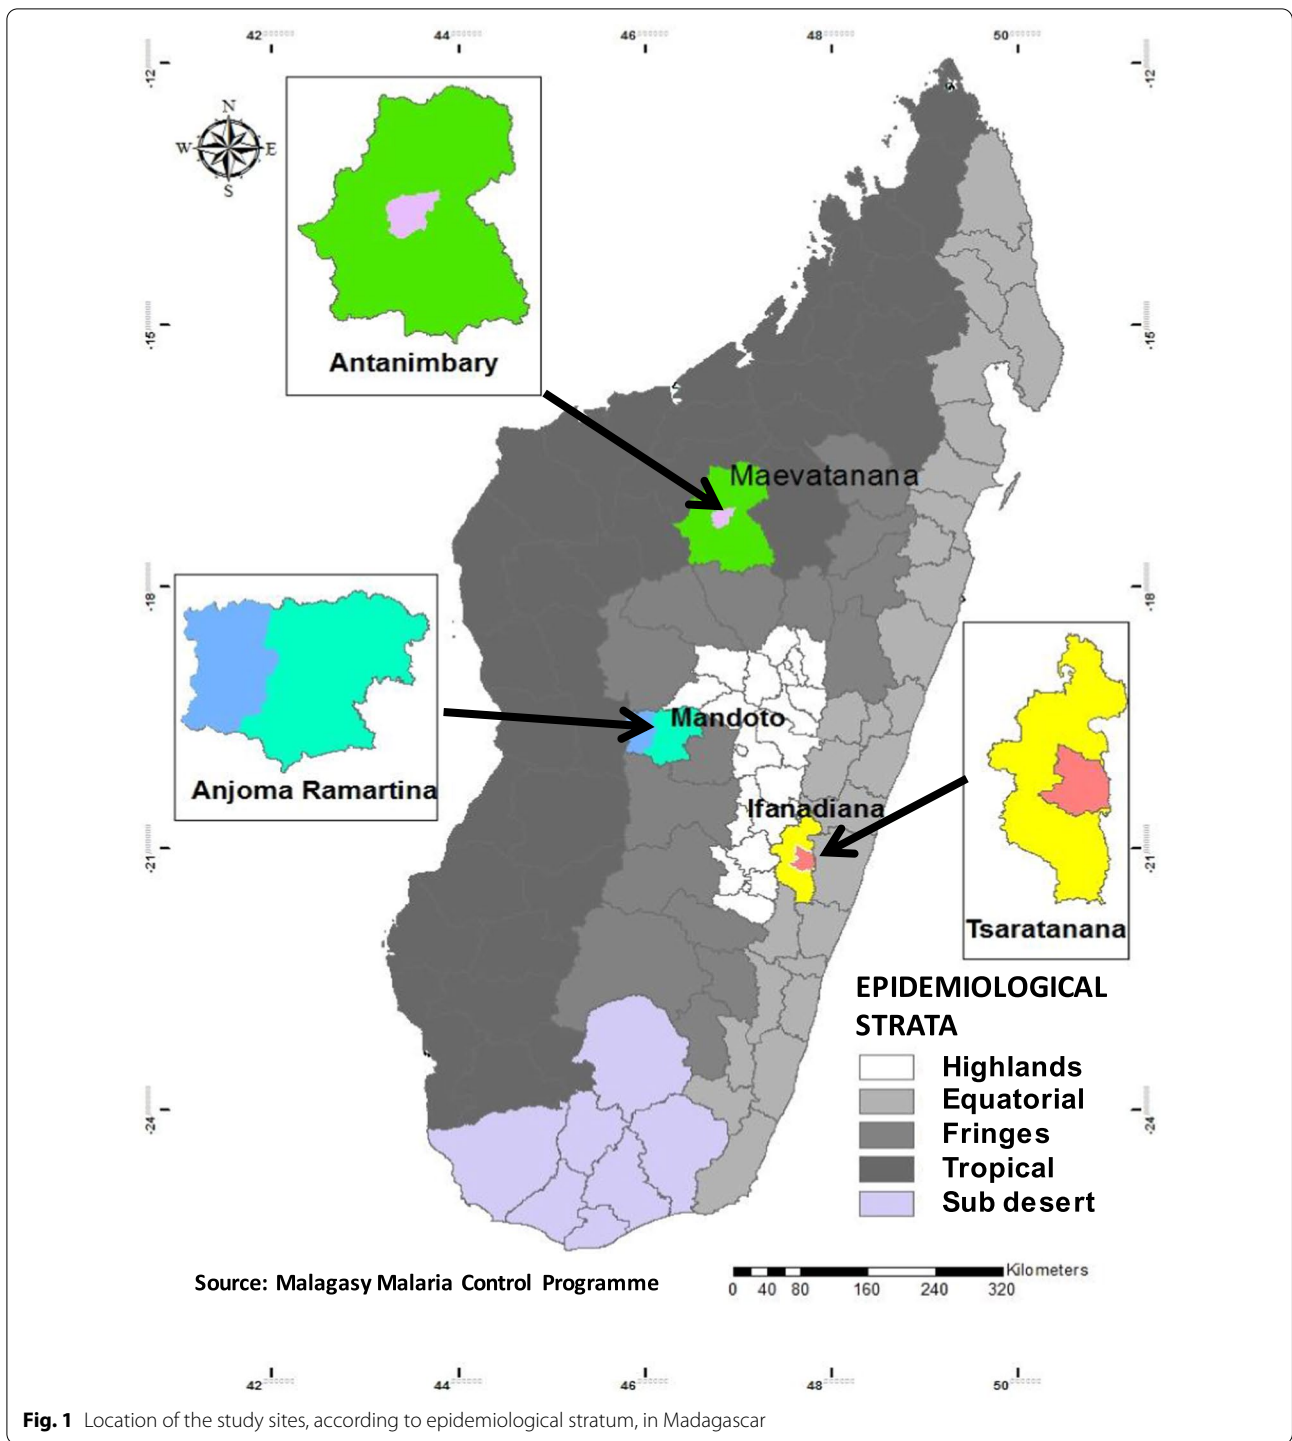 42 44 46 48 50
-12 -12
N
W E
S
Antanimbary
-15 -15
Maevatanana
-18 -18
Mandoto
Anjoma Ramartina
Ifanadiana
-21 -21
Tsaratanana
EPIDEMIOLOGICAL
STRATA
Highlands
Equatorial
Fringes
Tropical
Sub desert
-24 -24
Source: Malagasy Malaria Control Programme
Kilometers
0 40 80 160 240 320
42 44 46 48 50
Fig. 1 Location of the study sites, according to epidemiological stratum, in Madagascar